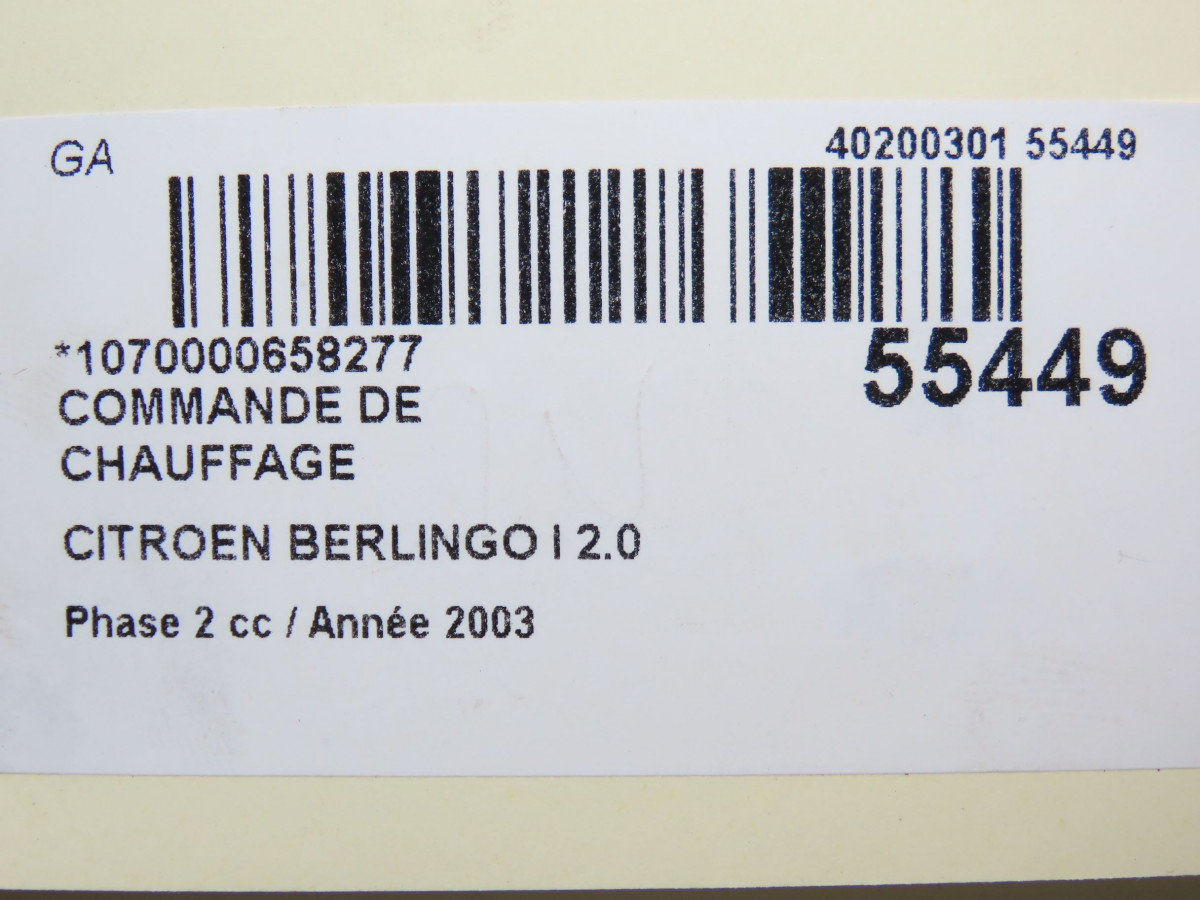 GA
40200301 55449
*1070000658277
55449
COMMANDE DE
CHAUFFAGE
CITROEN BERLINGO I 2.0
Phase 2 cc / Année 2003